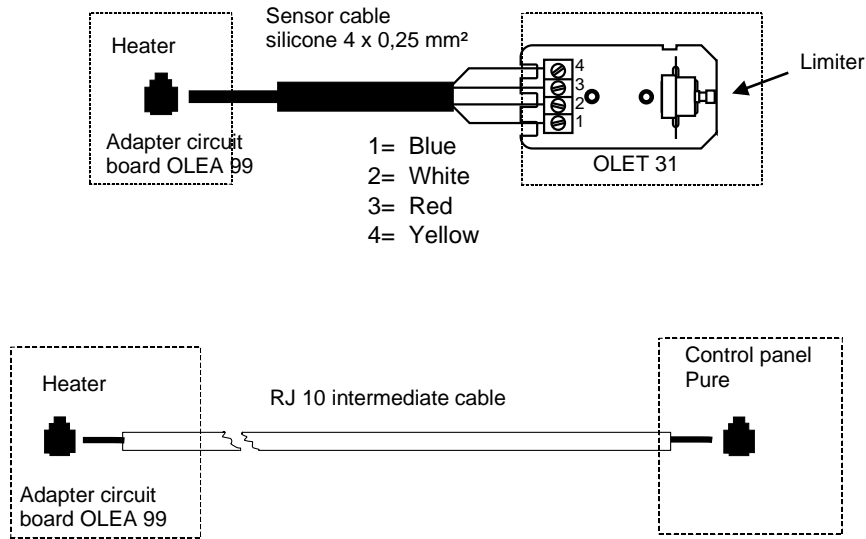 Sensor cable
silicone 4 x 0,25 mm²
Heater
Limiter
4
3
2
1
Adapter circuit
board OLEA 99
1= Blue
2= White
3= Red
4= Yellow
OLET 31
Heater
RJ 10 intermediate cable
Control panel
Pure
Adapter circuit
board OLEA 99